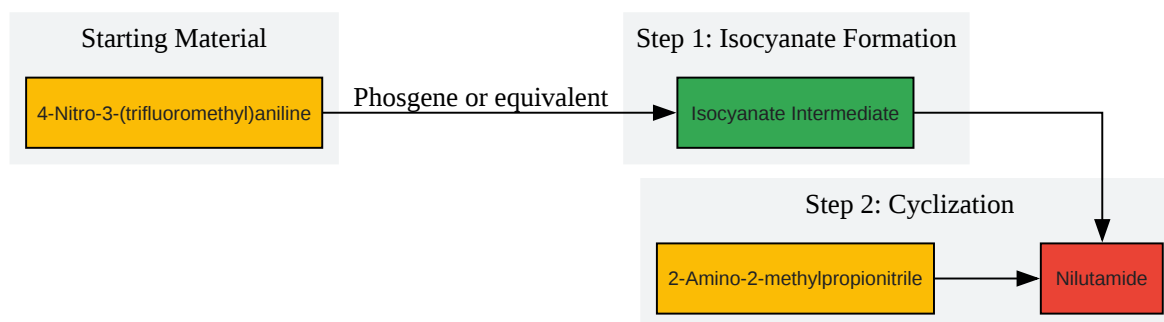 Starting Material
Step 1: Isocyanate Formation
4-Nitro-3-(trifluoromethyl)aniline
Phosgene or equivalent
Isocyanate Intermediate
Step 2: Cyclization
2-Amino-2-methylpropionitrile
Nilutamide